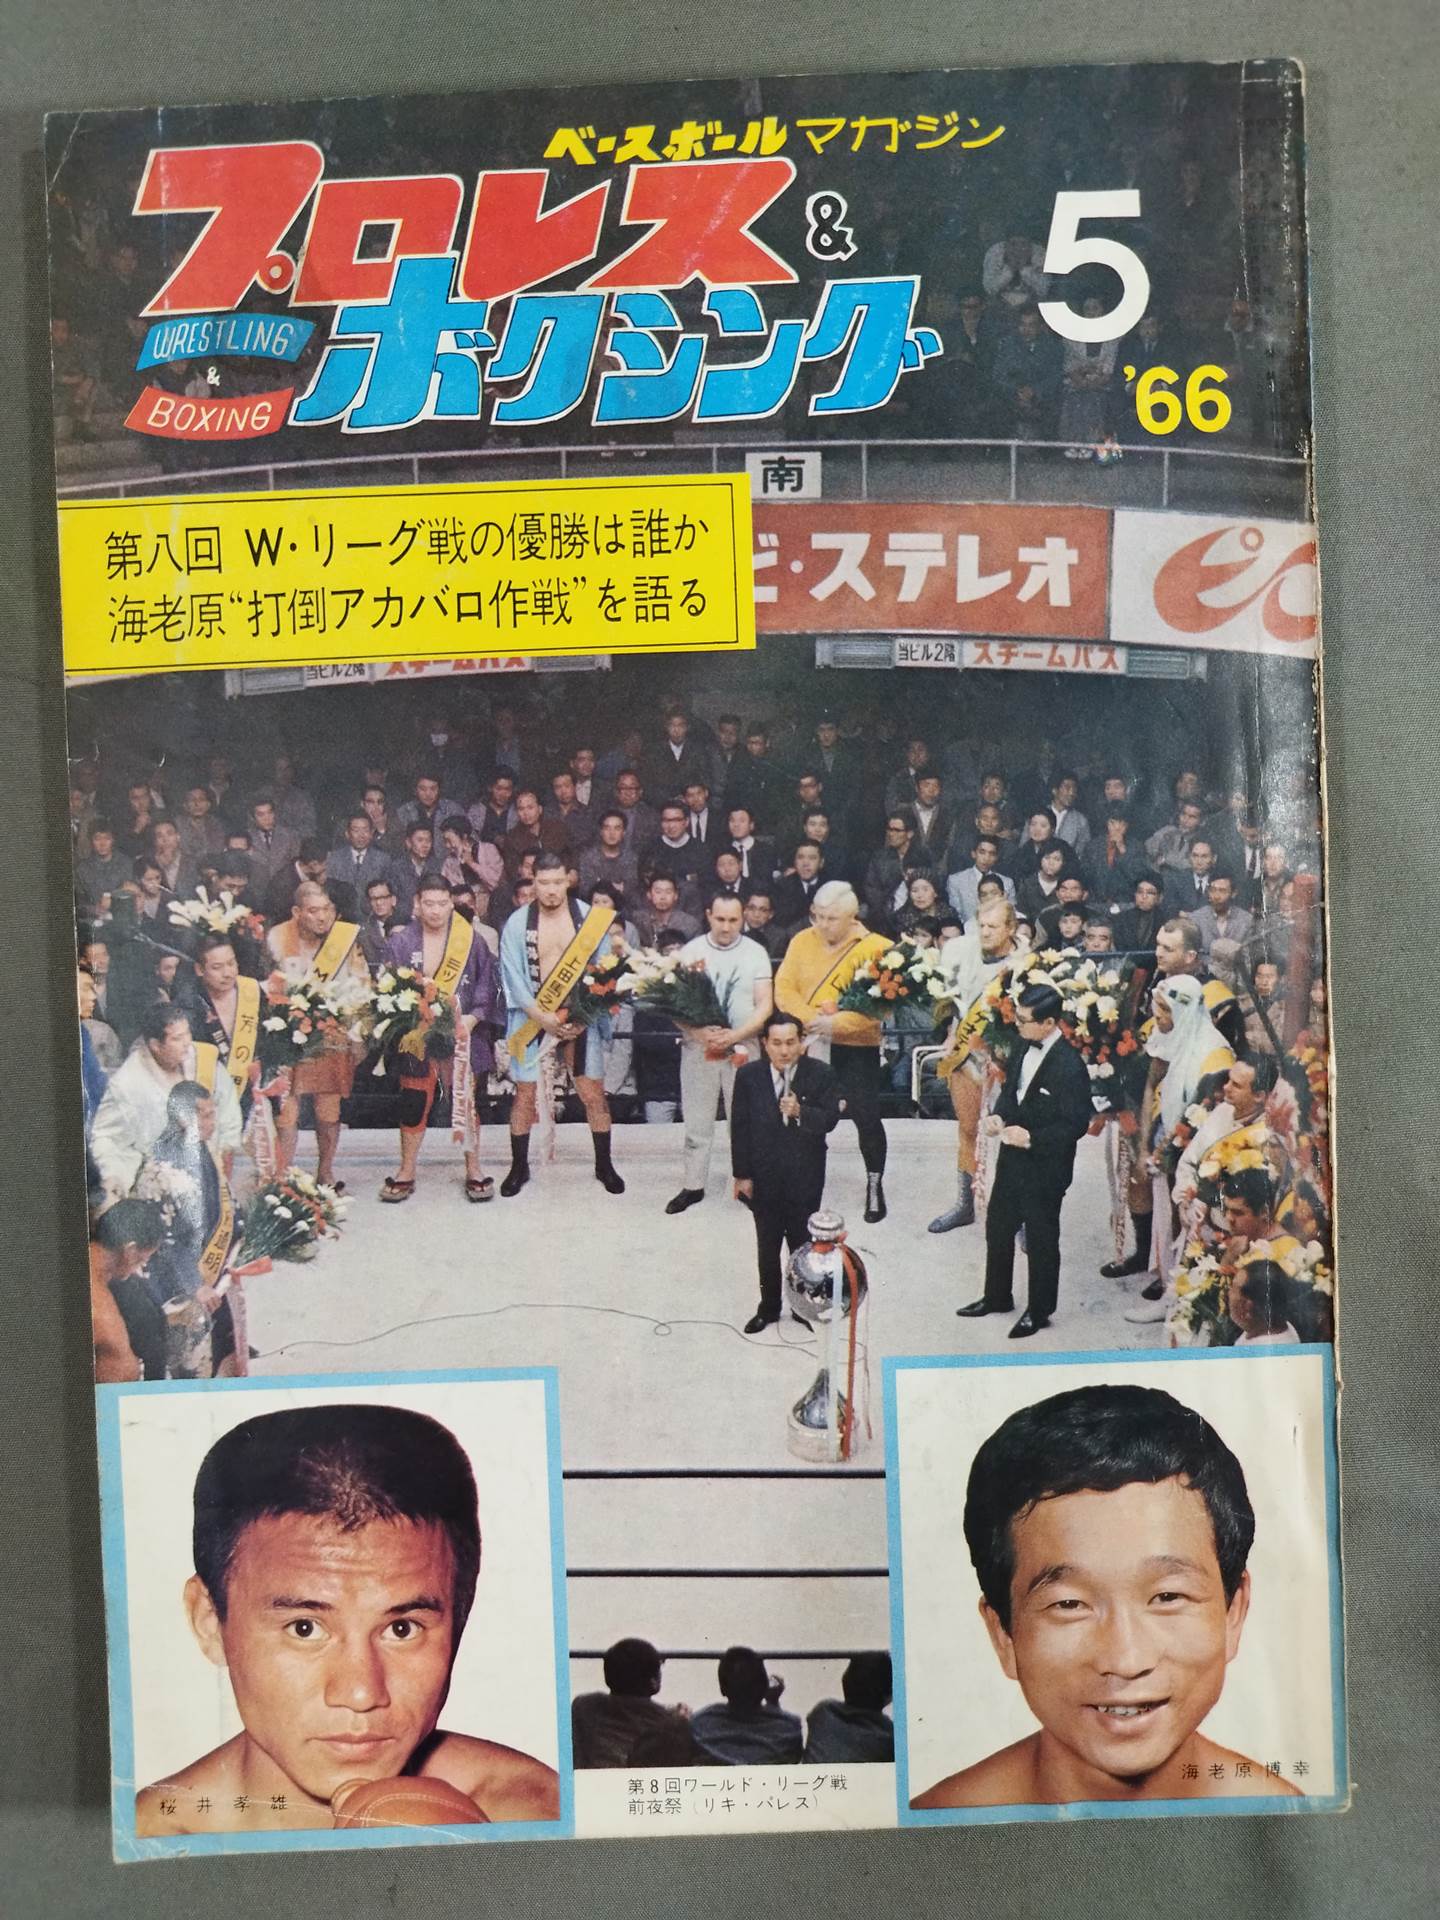 ベースボールマガジン
プロレス
&
ボクシング
WRESTLING
&
BOXING
5
'66
南
第八回 W・リーグ戦の優勝は誰か
海老原“打倒アカバロ作戦”を語る
ビ・ステレオ
当ビル2階 スチームバス
当ビル2階 スチームバス
桜井孝雄
第8回ワールド・リーグ戦
前夜祭（リキ・パレス）
海老原博幸